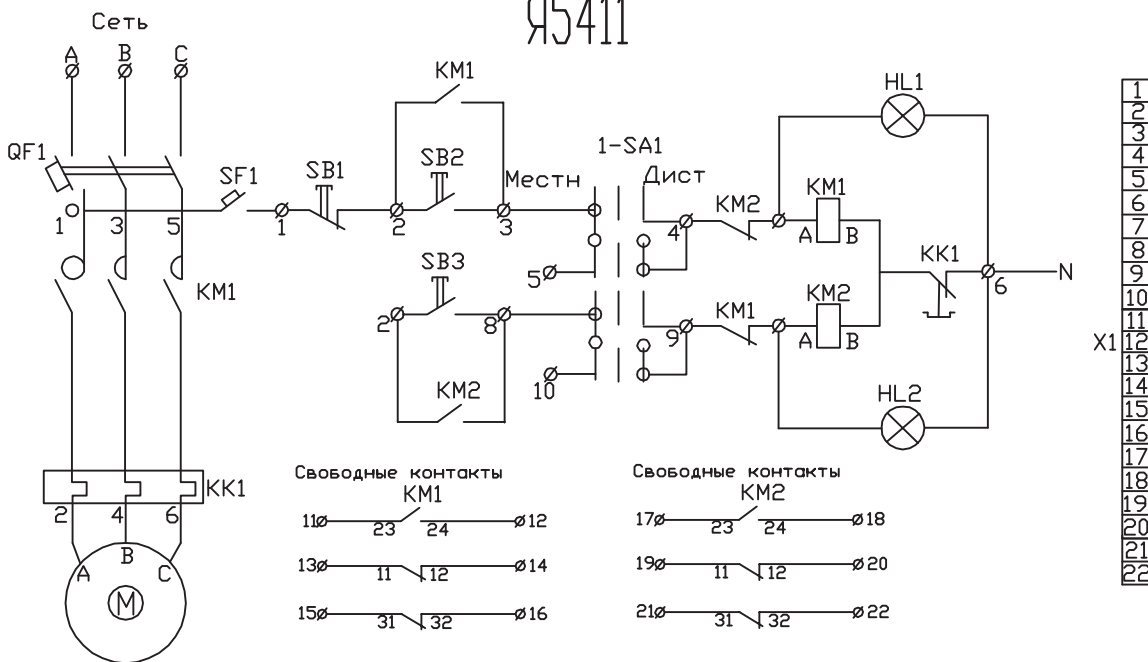 Я5411
Сеть
A B C
QF1
SF1
SB1
KM1
SB2
1-SA1
Местн
Дист
HL1
KM1
KM2
A B
KK1
N
1 3 5
1
2
3
4
5
6
SB3
KM1
KM2
KM1
A B
2
8
9
10
KM2
HL2
KK1
2 4 6
A B C
M
Свободные контакты
KM1
11 23 24 12
13 11 12 14
15 31 32 16
Свободные контакты
KM2
17 23 24 18
19 11 12 20
21 31 32 22
X1
1
2
3
4
5
6
7
8
9
10
11
12
13
14
15
16
17
18
19
20
21
22